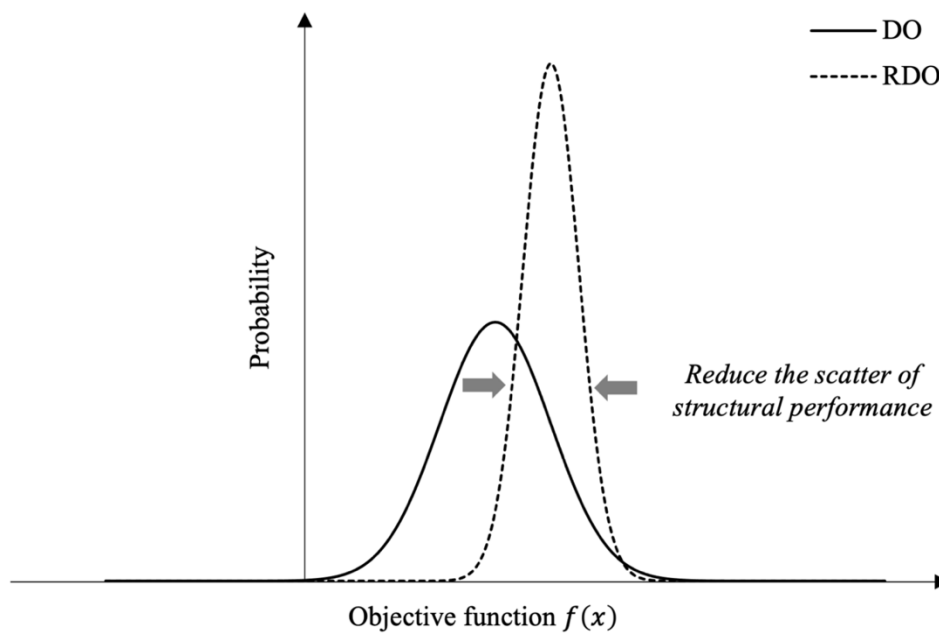 DO
RDO
Probability
Reduce the scatter of
structural performance
Objective function f(x)